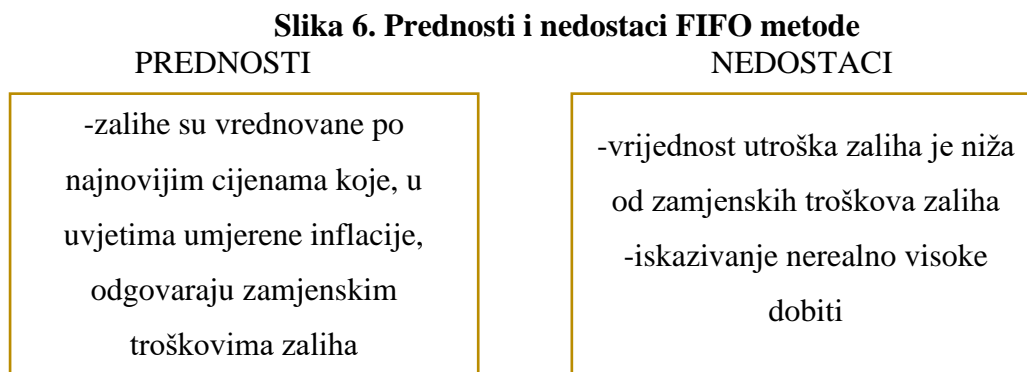 Slika 6. Prednosti i nedostaci FIFO metode
PREDNOSTI
-zalihe su vrednovane po
najnovijim cijenama koje, u
uvjetima umjerene inflacije,
odgovaraju zamjenskim
troškovima zaliha
NEDOSTACI
-vrijednost utroška zaliha je niža
od zamjenskih troškova zaliha
-iskazivanje nerealno visoke
dobiti